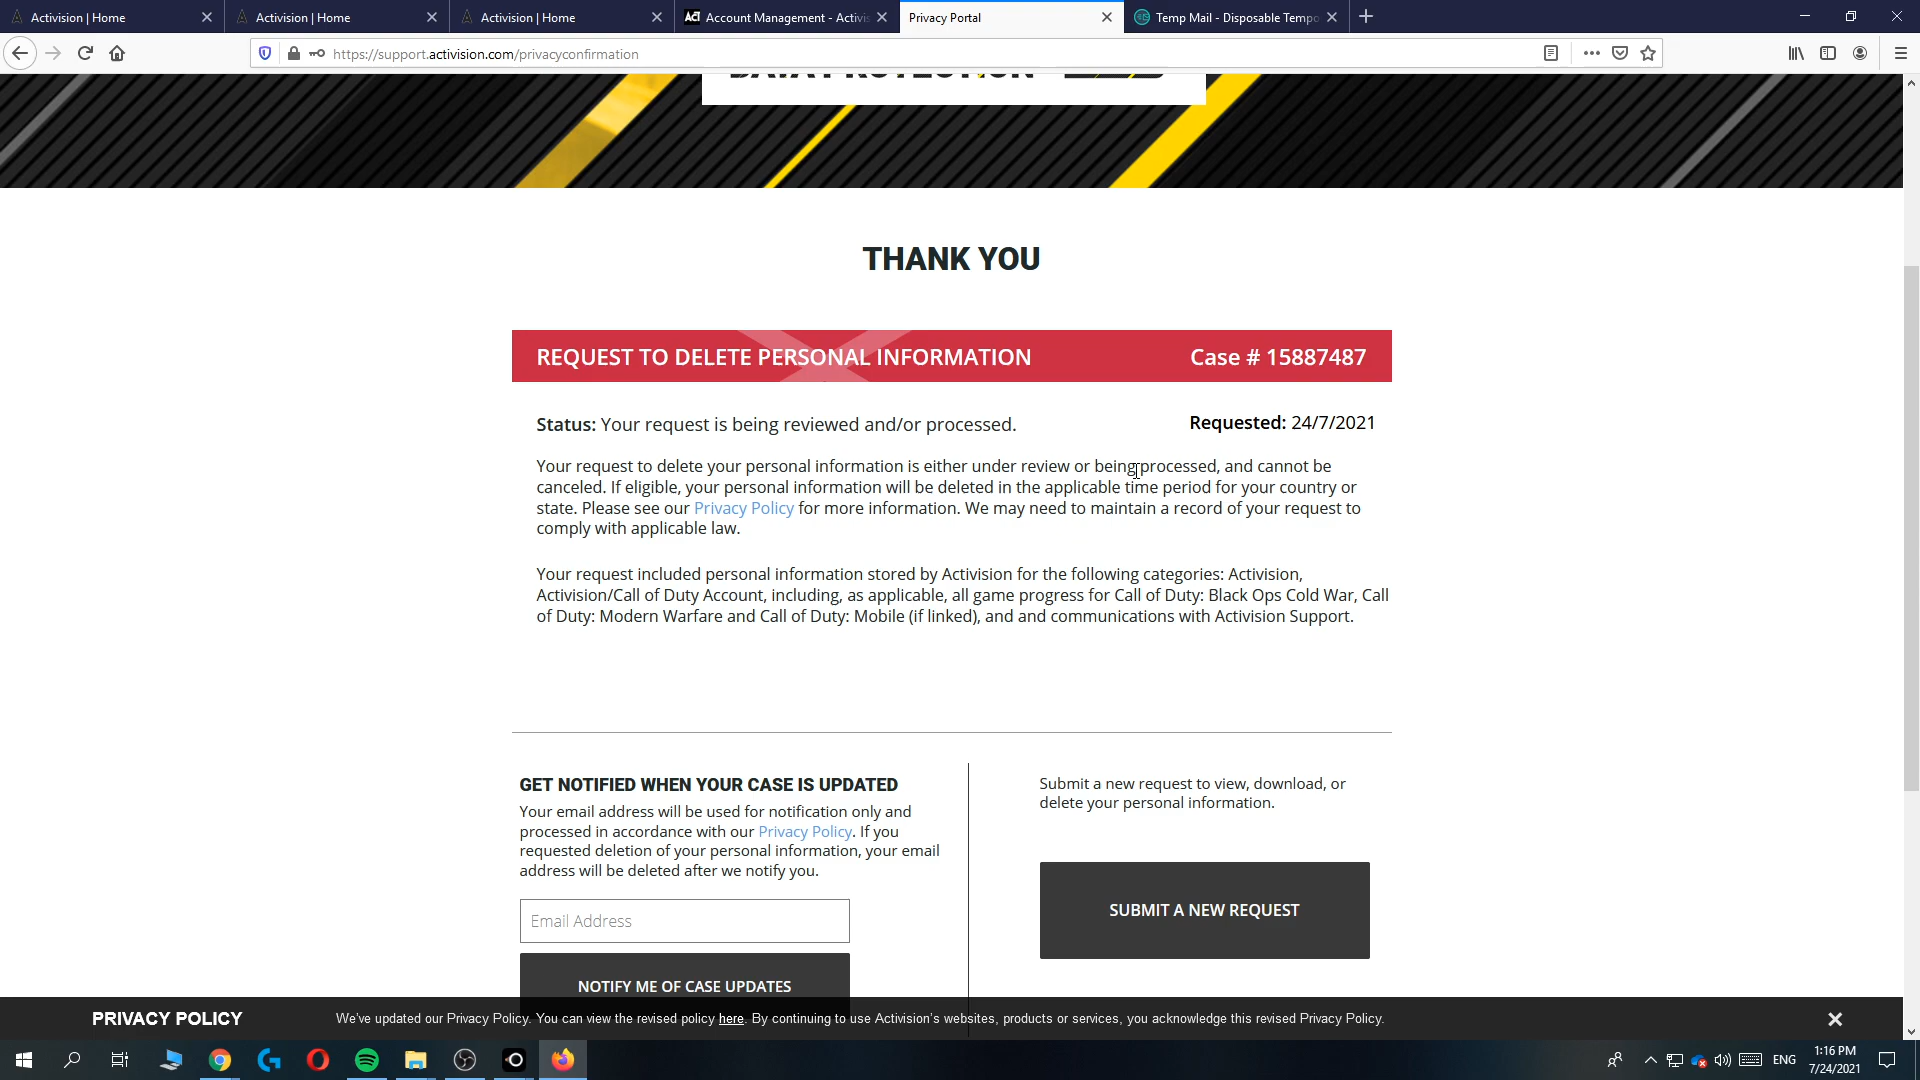 Activision | Home
Activision | Home
Activision | Home
ACT Account Management - Activis
Privacy Portal
Temp Mail - Disposable Tempo
https://support.activision.com/privacyconfirmation
DATA PROTECTION
THANK YOU
REQUEST TO DELETE PERSONAL INFORMATION
Case # 15887487
Status: Your request is being reviewed and/or processed.
Requested: 24/7/2021
Your request to delete your personal information is either under review or being processed, and cannot be
canceled. If eligible, your personal information will be deleted in the applicable time period for your country or
state. Please see our Privacy Policy for more information. We may need to maintain a record of your request to
comply with applicable law.
Your request included personal information stored by Activision for the following categories: Activision,
Activision/Call of Duty Account, including, as applicable, all game progress for Call of Duty: Black Ops Cold War, Call
of Duty: Modern Warfare and Call of Duty: Mobile (if linked), and and communications with Activision Support.
GET NOTIFIED WHEN YOUR CASE IS UPDATED
Your email address will be used for notification only and
processed in accordance with our Privacy Policy. If you
requested deletion of your personal information, your email
address will be deleted after we notify you.
Email Address
NOTIFY ME OF CASE UPDATES
Submit a new request to view, download, or
delete your personal information.
SUBMIT A NEW REQUEST
PRIVACY POLICY
We've updated our Privacy Policy. You can view the revised policy here. By continuing to use Activision's websites, products or services, you acknowledge this revised Privacy Policy.
ENG
1:16 PM
7/24/2021